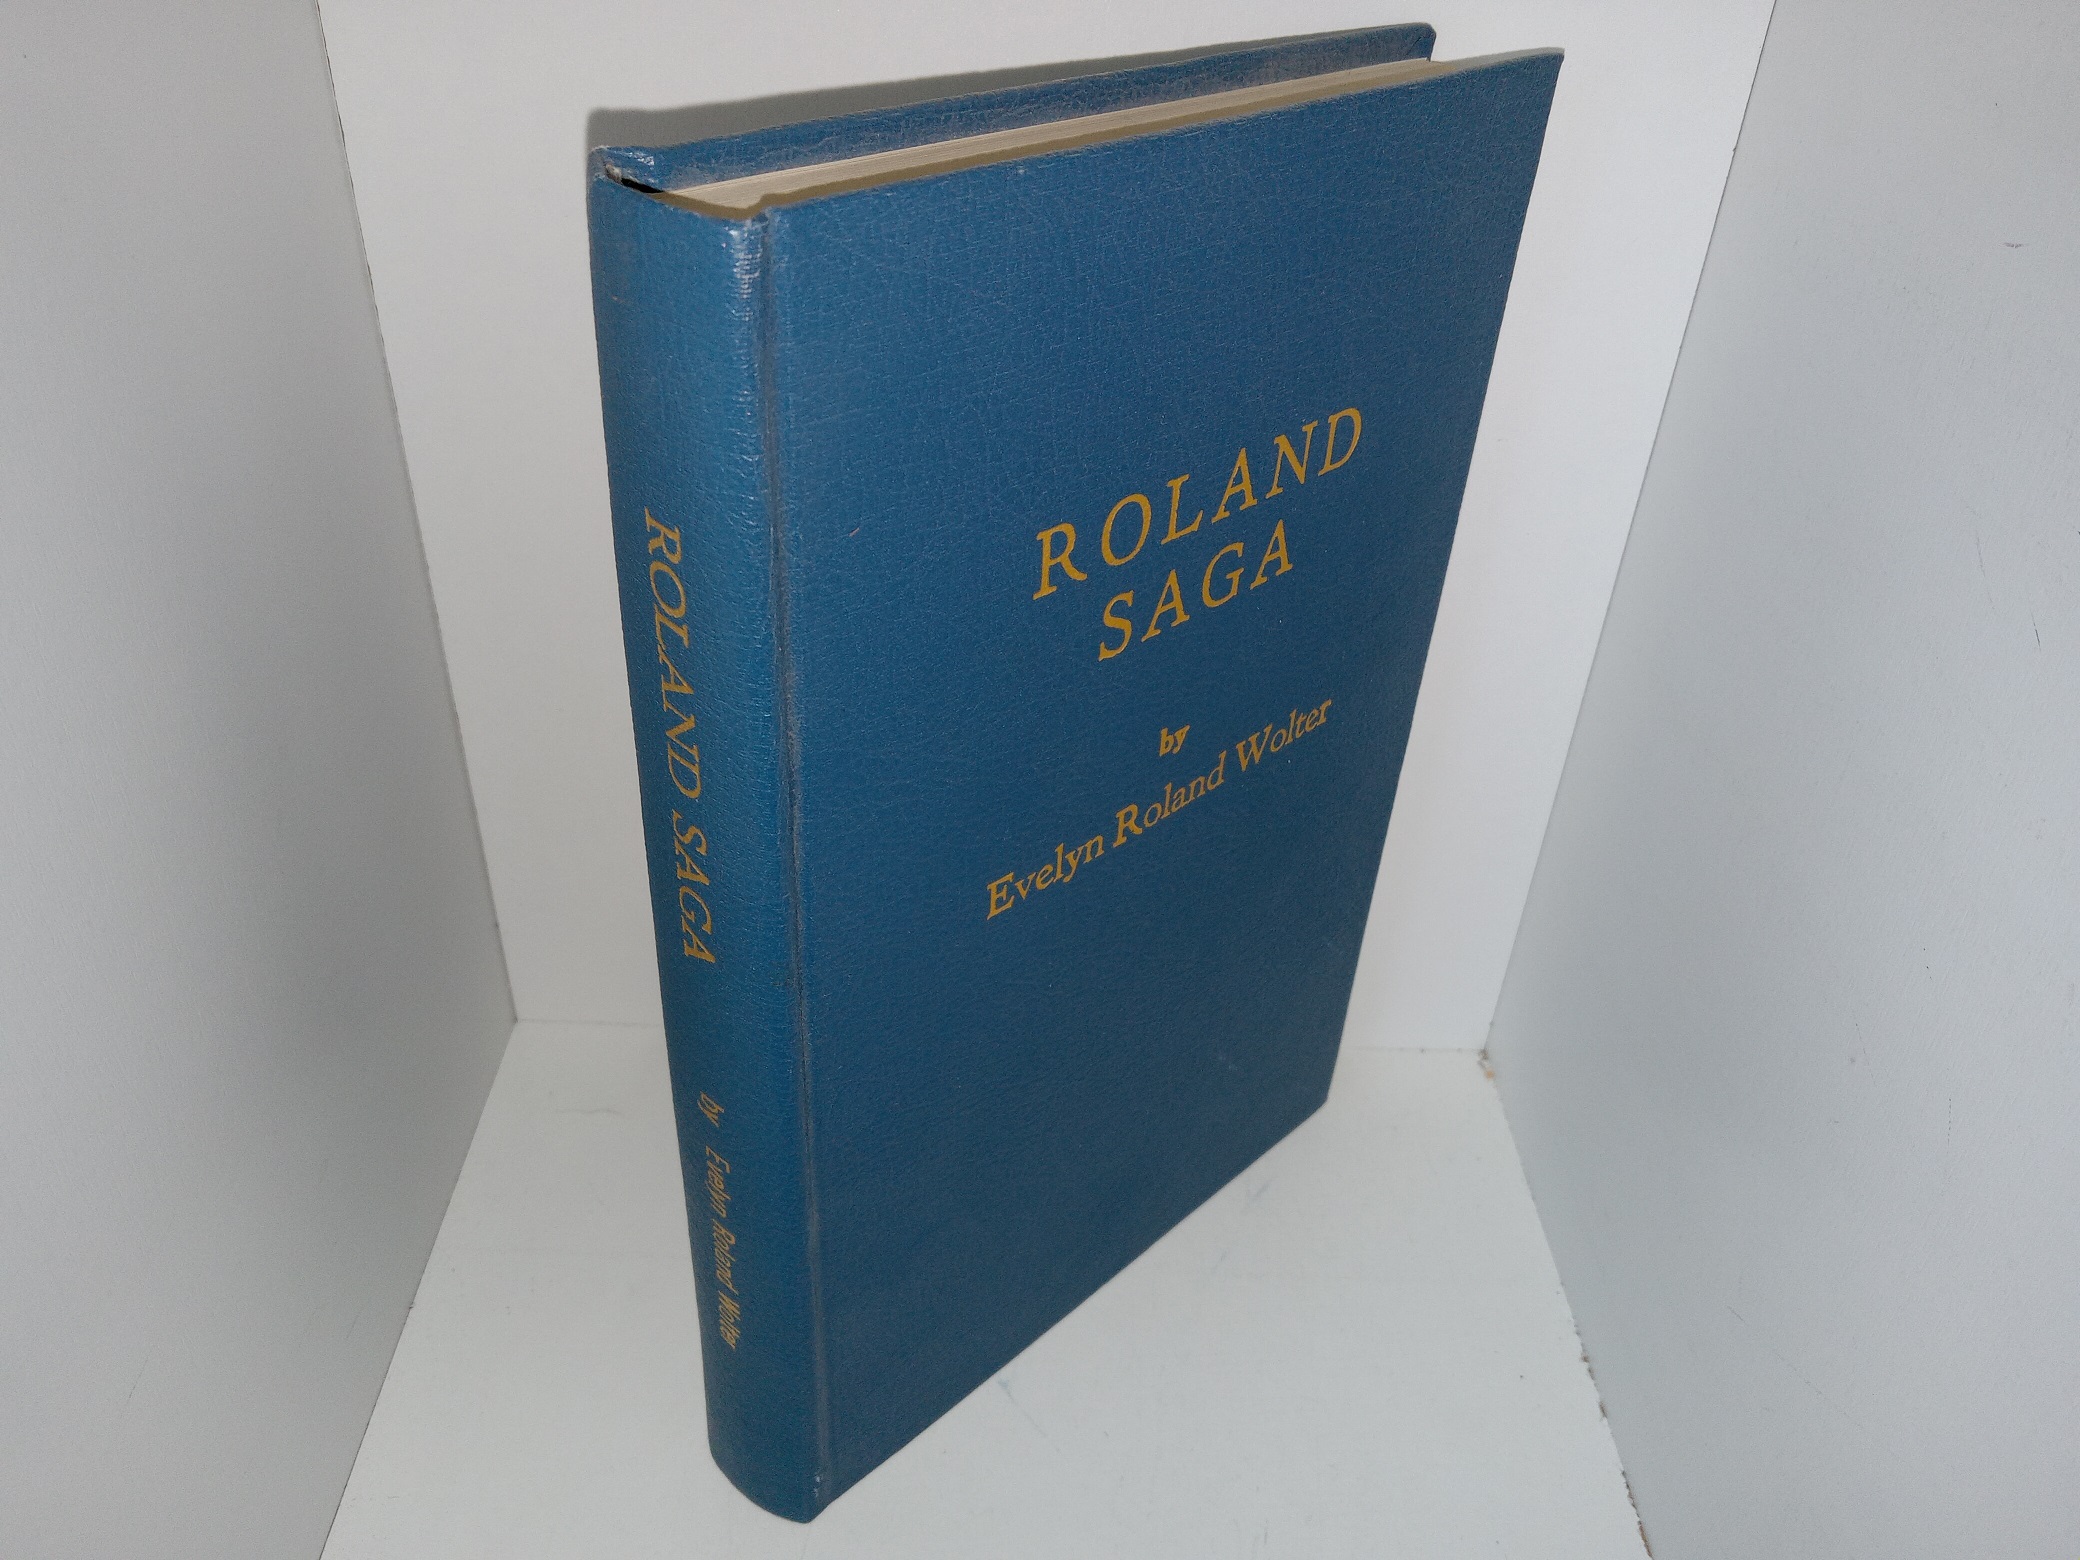 ROLAND SAGA
by Evelyn Roland Wolter
ROLAND
SAGA
by
Evelyn Roland Wolter